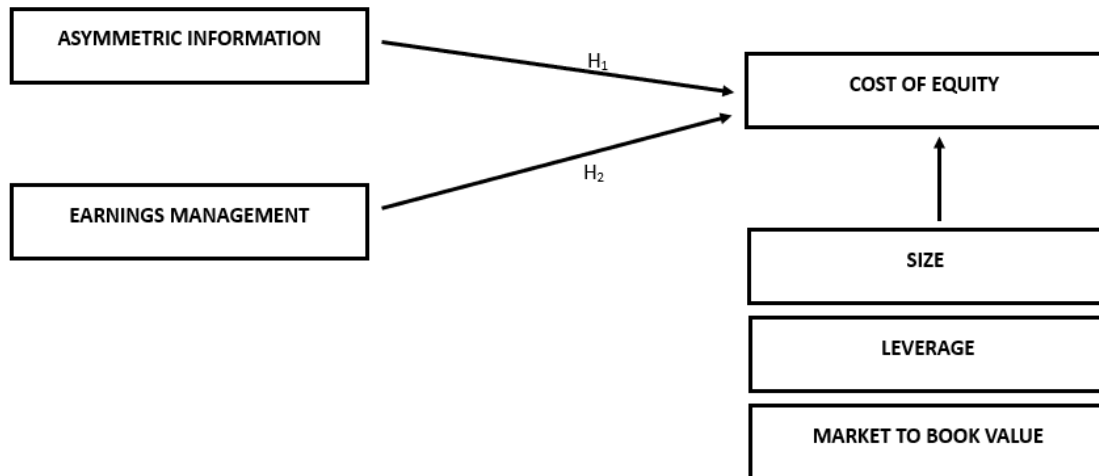 ASYMMETRIC INFORMATION
H₁
COST OF EQUITY
H₂
EARNINGS MANAGEMENT
SIZE
LEVERAGE
MARKET TO BOOK VALUE